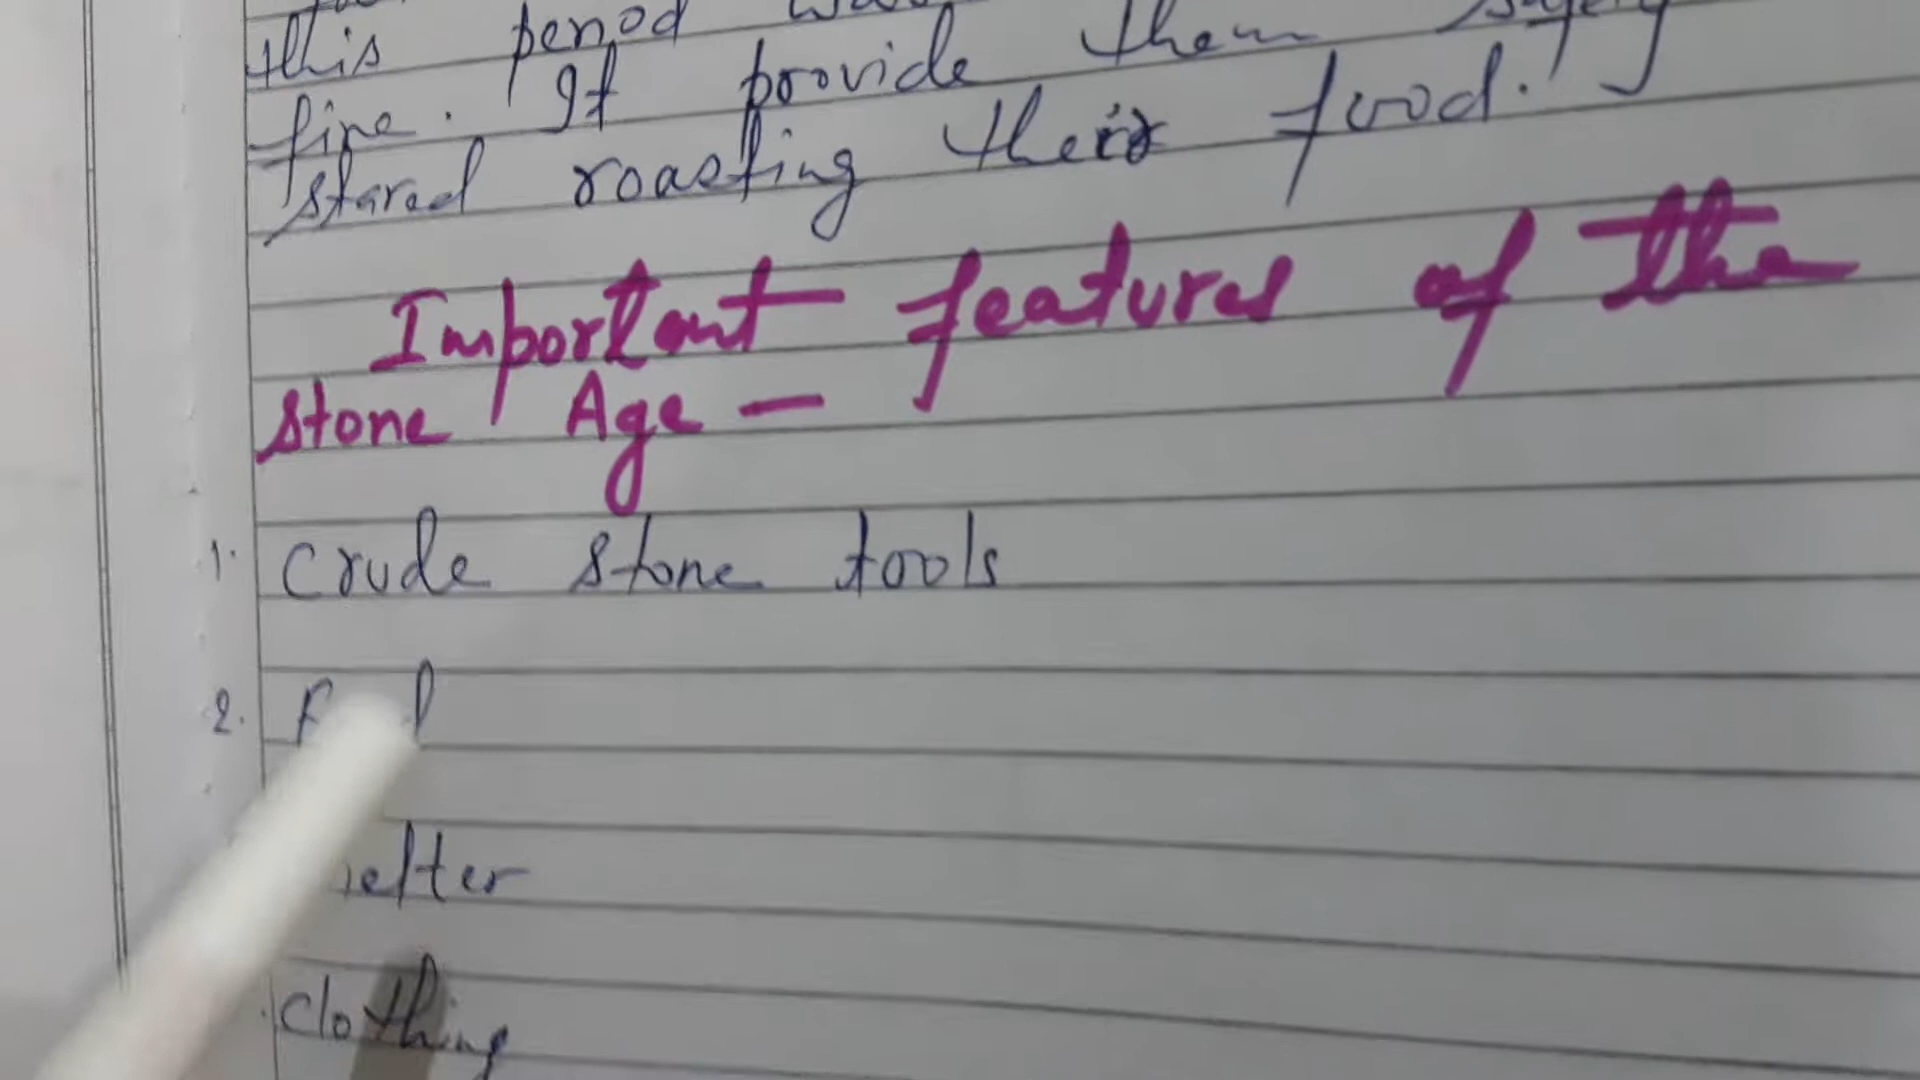 this period
fire. It provide them safety
stared roasting their food.
Important features of the
stone Age —
1. Crude stone tools
2.
Clothing